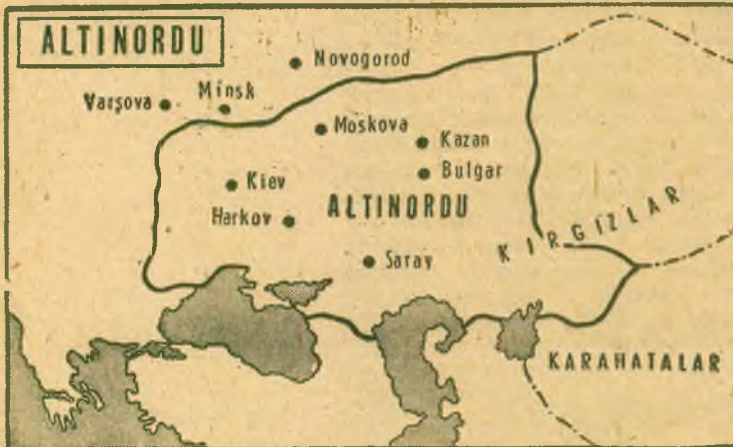 ALTINORDU
Novogorod
Varşova
Minsk
Moskova
Kazan
Bulgar
Kiev
ALTINORDU
Harkov
KIRGIZLAR
Saray
KARAHATALAR